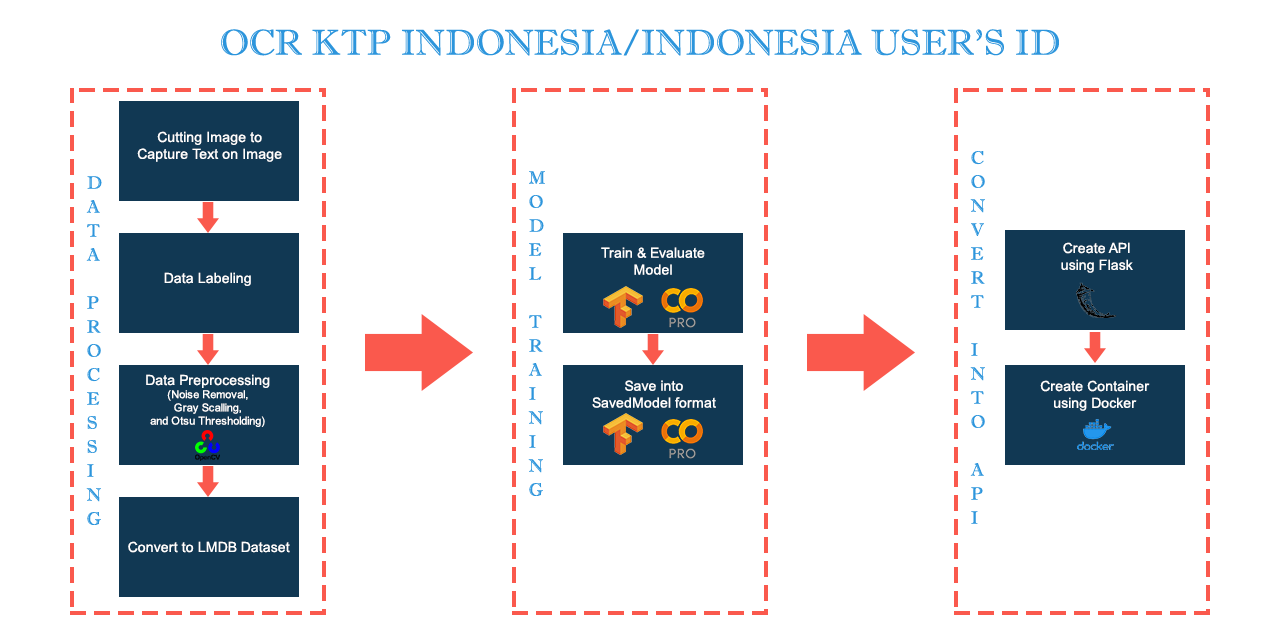 OCR KTP INDONESIA/INDONESIA USER'S ID
DATA PROCESSING
Cutting Image to
Capture Text on Image
Data Labeling
Data Preprocessing
(Noise Removal,
Gray Scalling,
and Otsu Thresholding)
OpenCV
Convert to LMDB Dataset
MODEL TRAINING
Train & Evaluate
Model
PRO
Save into
SavedModel format
PRO
CONVERT INTO API
Create API
using Flask
Create Container
using Docker
docker